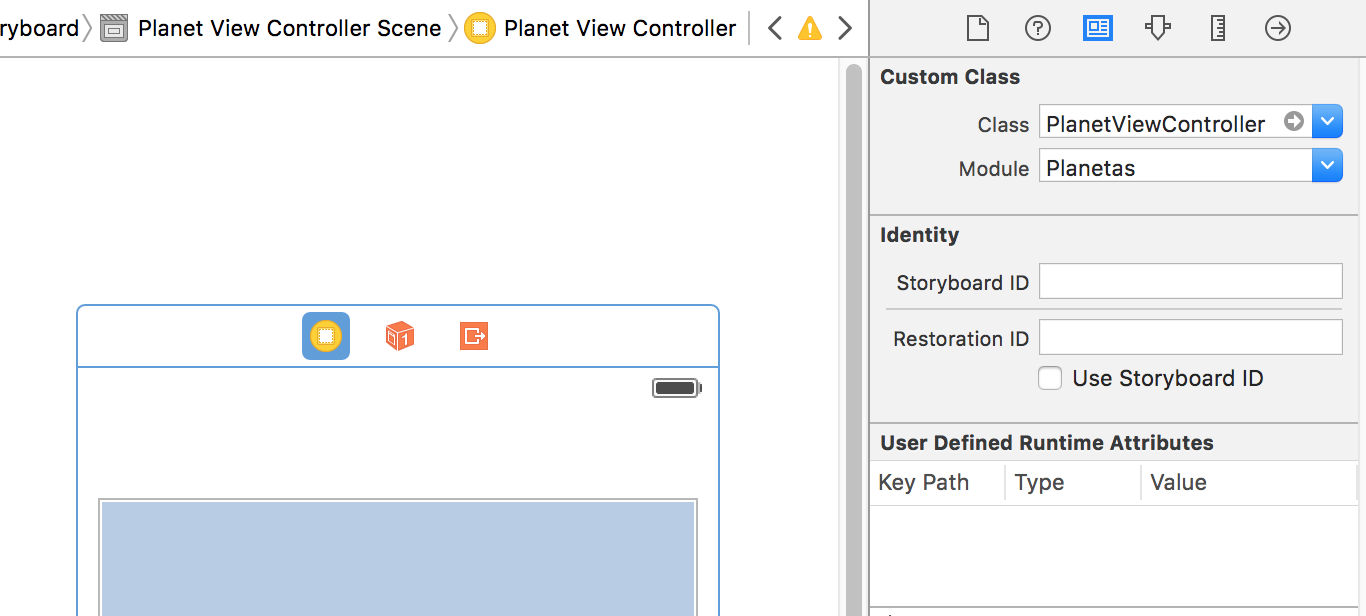 ryboard Planet View Controller Scene Planet View Controller
Custom Class
Class PlanetViewController
Module Planetas
Identity
Storyboard ID
Restoration ID
Use Storyboard ID
User Defined Runtime Attributes
Key Path Type Value